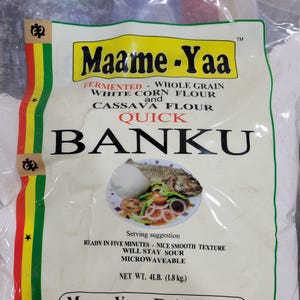 Maame-Yaa
TM
FERMENTED - WHOLE GRAIN
WHITE CORN FLOUR
and
CASSAVA FLOUR
QUICK
BANKU
Serving suggestion
READY IN FIVE MINUTES - NICE SMOOTH TEXTURE
WILL STAY SOUR
MICROWAVEABLE
NET WT. 4LB. (1.8 kg.)